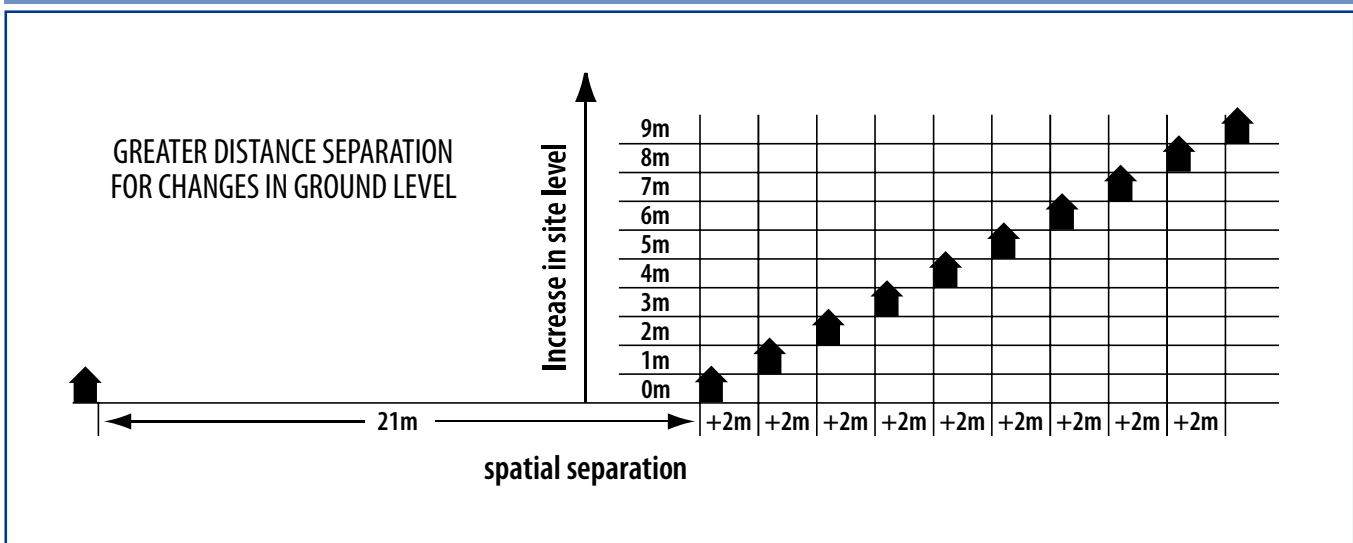 GREATER DISTANCE SEPARATION
FOR CHANGES IN GROUND LEVEL
Increase in site level
9m
8m
7m
6m
5m
4m
3m
2m
1m
0m
21m
+2m +2m +2m +2m +2m +2m +2m +2m +2m
spatial separation